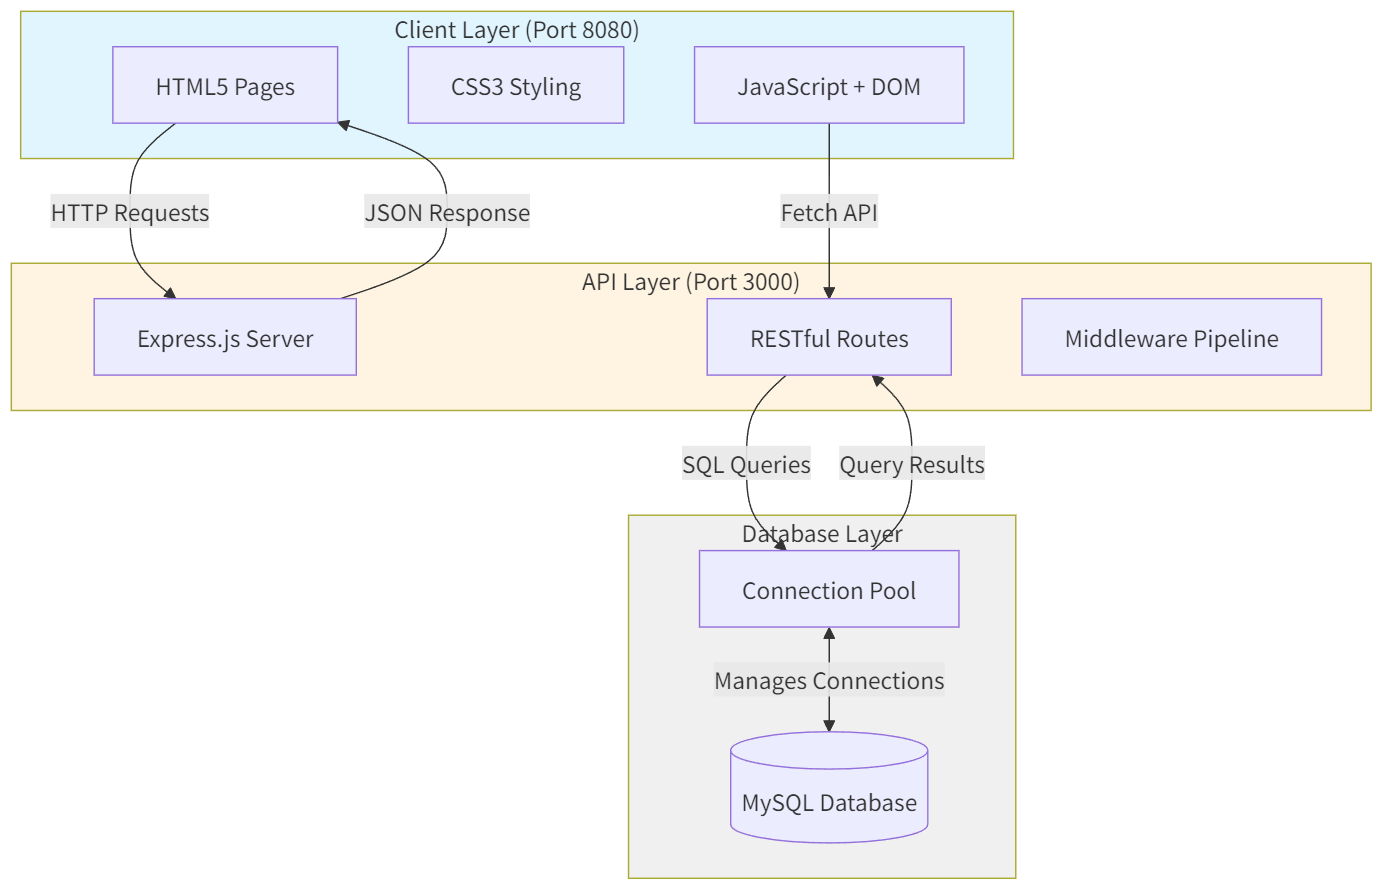 Client Layer (Port 8080)
HTML5 Pages
CSS3 Styling
JavaScript + DOM
HTTP Requests
JSON Response
Fetch API
API Layer (Port 3000)
Express.js Server
RESTful Routes
Middleware Pipeline
SQL Queries
Query Results
Database Layer
Connection Pool
Manages Connections
MySQL Database